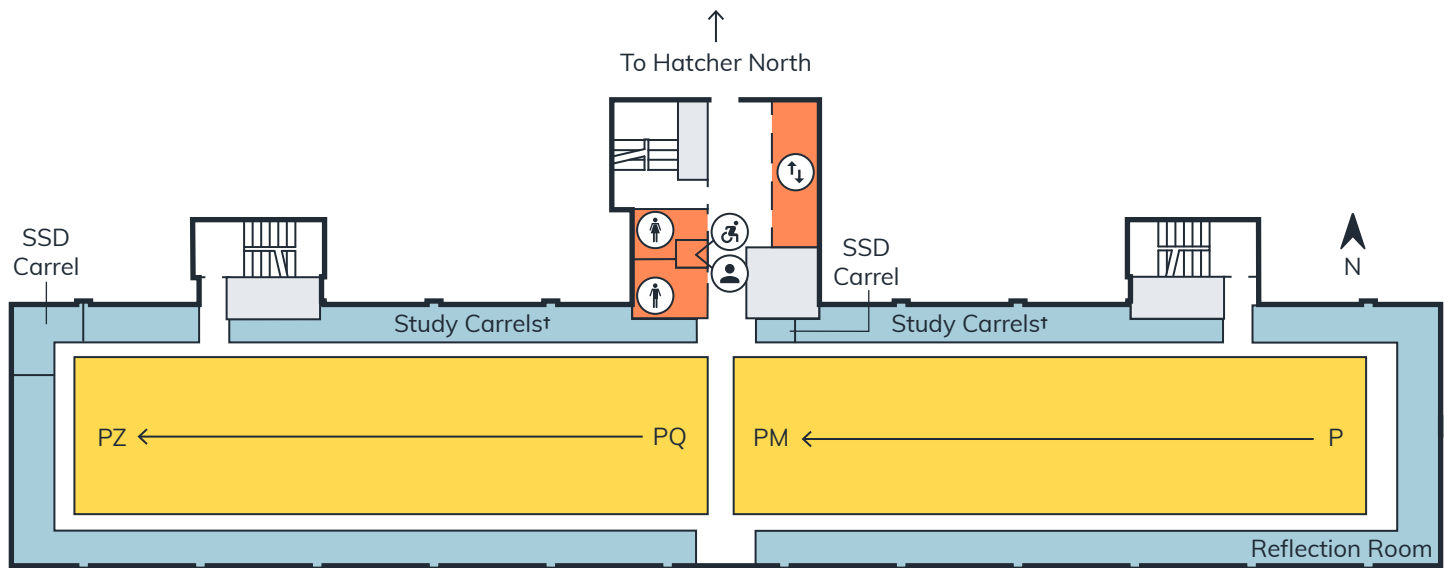 To Hatcher North
SSD
Carrel
SSD
Carrel
N
Study Carrels†
Study Carrels†
PZ
PQ
PM
P
Reflection Room